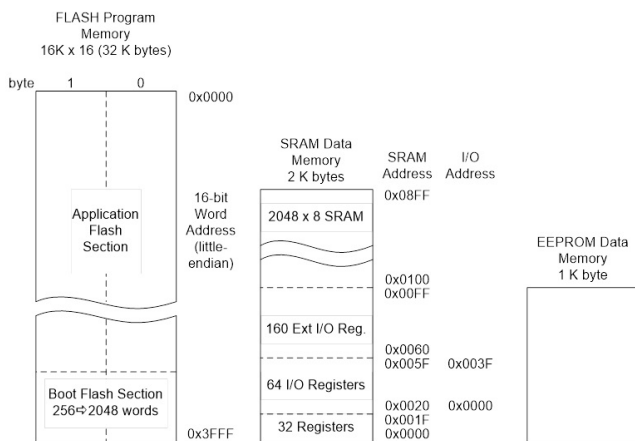 FLASH Program
Memory
16K x 16 (32 K bytes)
byte 1 0
0x0000
Application
Flash
Section
16-bit
Word
Address
(little-
endian)
Boot Flash Section
256⇨2048 words
0x3FFF
SRAM Data
Memory
2 K bytes
SRAM
Address
I/O
Address
2048 x 8 SRAM
0x08FF
0x0100
0x00FF
160 Ext I/O Reg.
0x0060
0x005F 0x003F
64 I/O Registers
0x0020 0x0000
0x001F
32 Registers
0x0000
EEPROM Data
Memory
1 K byte